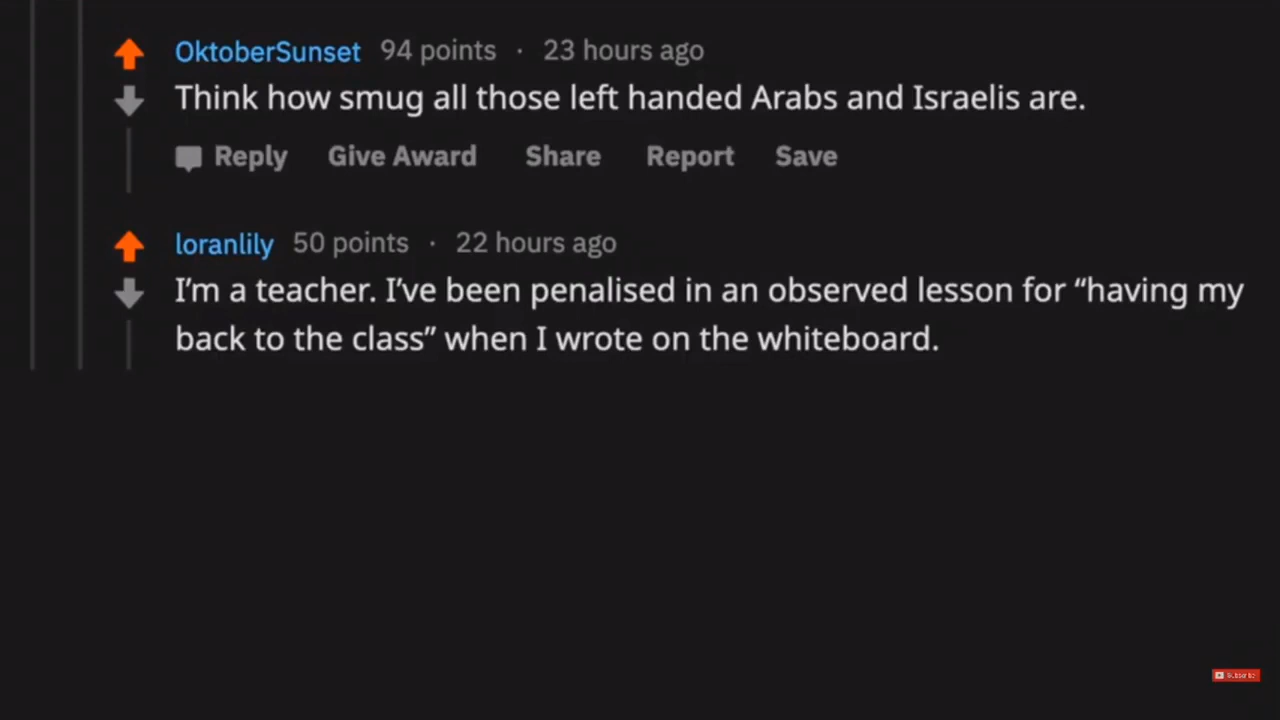 OktoberSunset 94 points · 23 hours ago
Think how smug all those left handed Arabs and Israelis are.
Reply Give Award Share Report Save
loranlily 50 points · 22 hours ago
I’m a teacher. I’ve been penalised in an observed lesson for “having my
back to the class” when I wrote on the whiteboard.
Subscribe